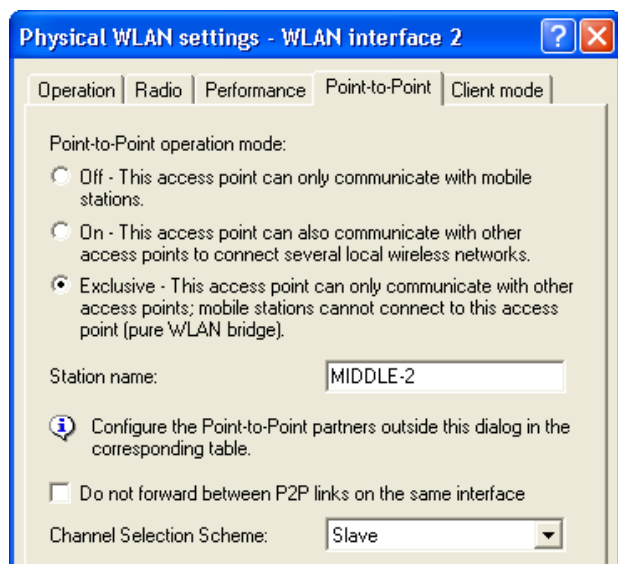 Physical WLAN settings - WLAN interface 2
Operation Radio Performance Point-to-Point Client mode
Point-to-Point operation mode:
Off - This access point can only communicate with mobile
stations.
On - This access point can also communicate with other
access points to connect several local wireless networks.
Exclusive - This access point can only communicate with other
access points; mobile stations cannot connect to this access
point (pure WLAN bridge).
Station name: MIDDLE-2
Configure the Point-to-Point partners outside this dialog in the
corresponding table.
Do not forward between P2P links on the same interface
Channel Selection Scheme: Slave